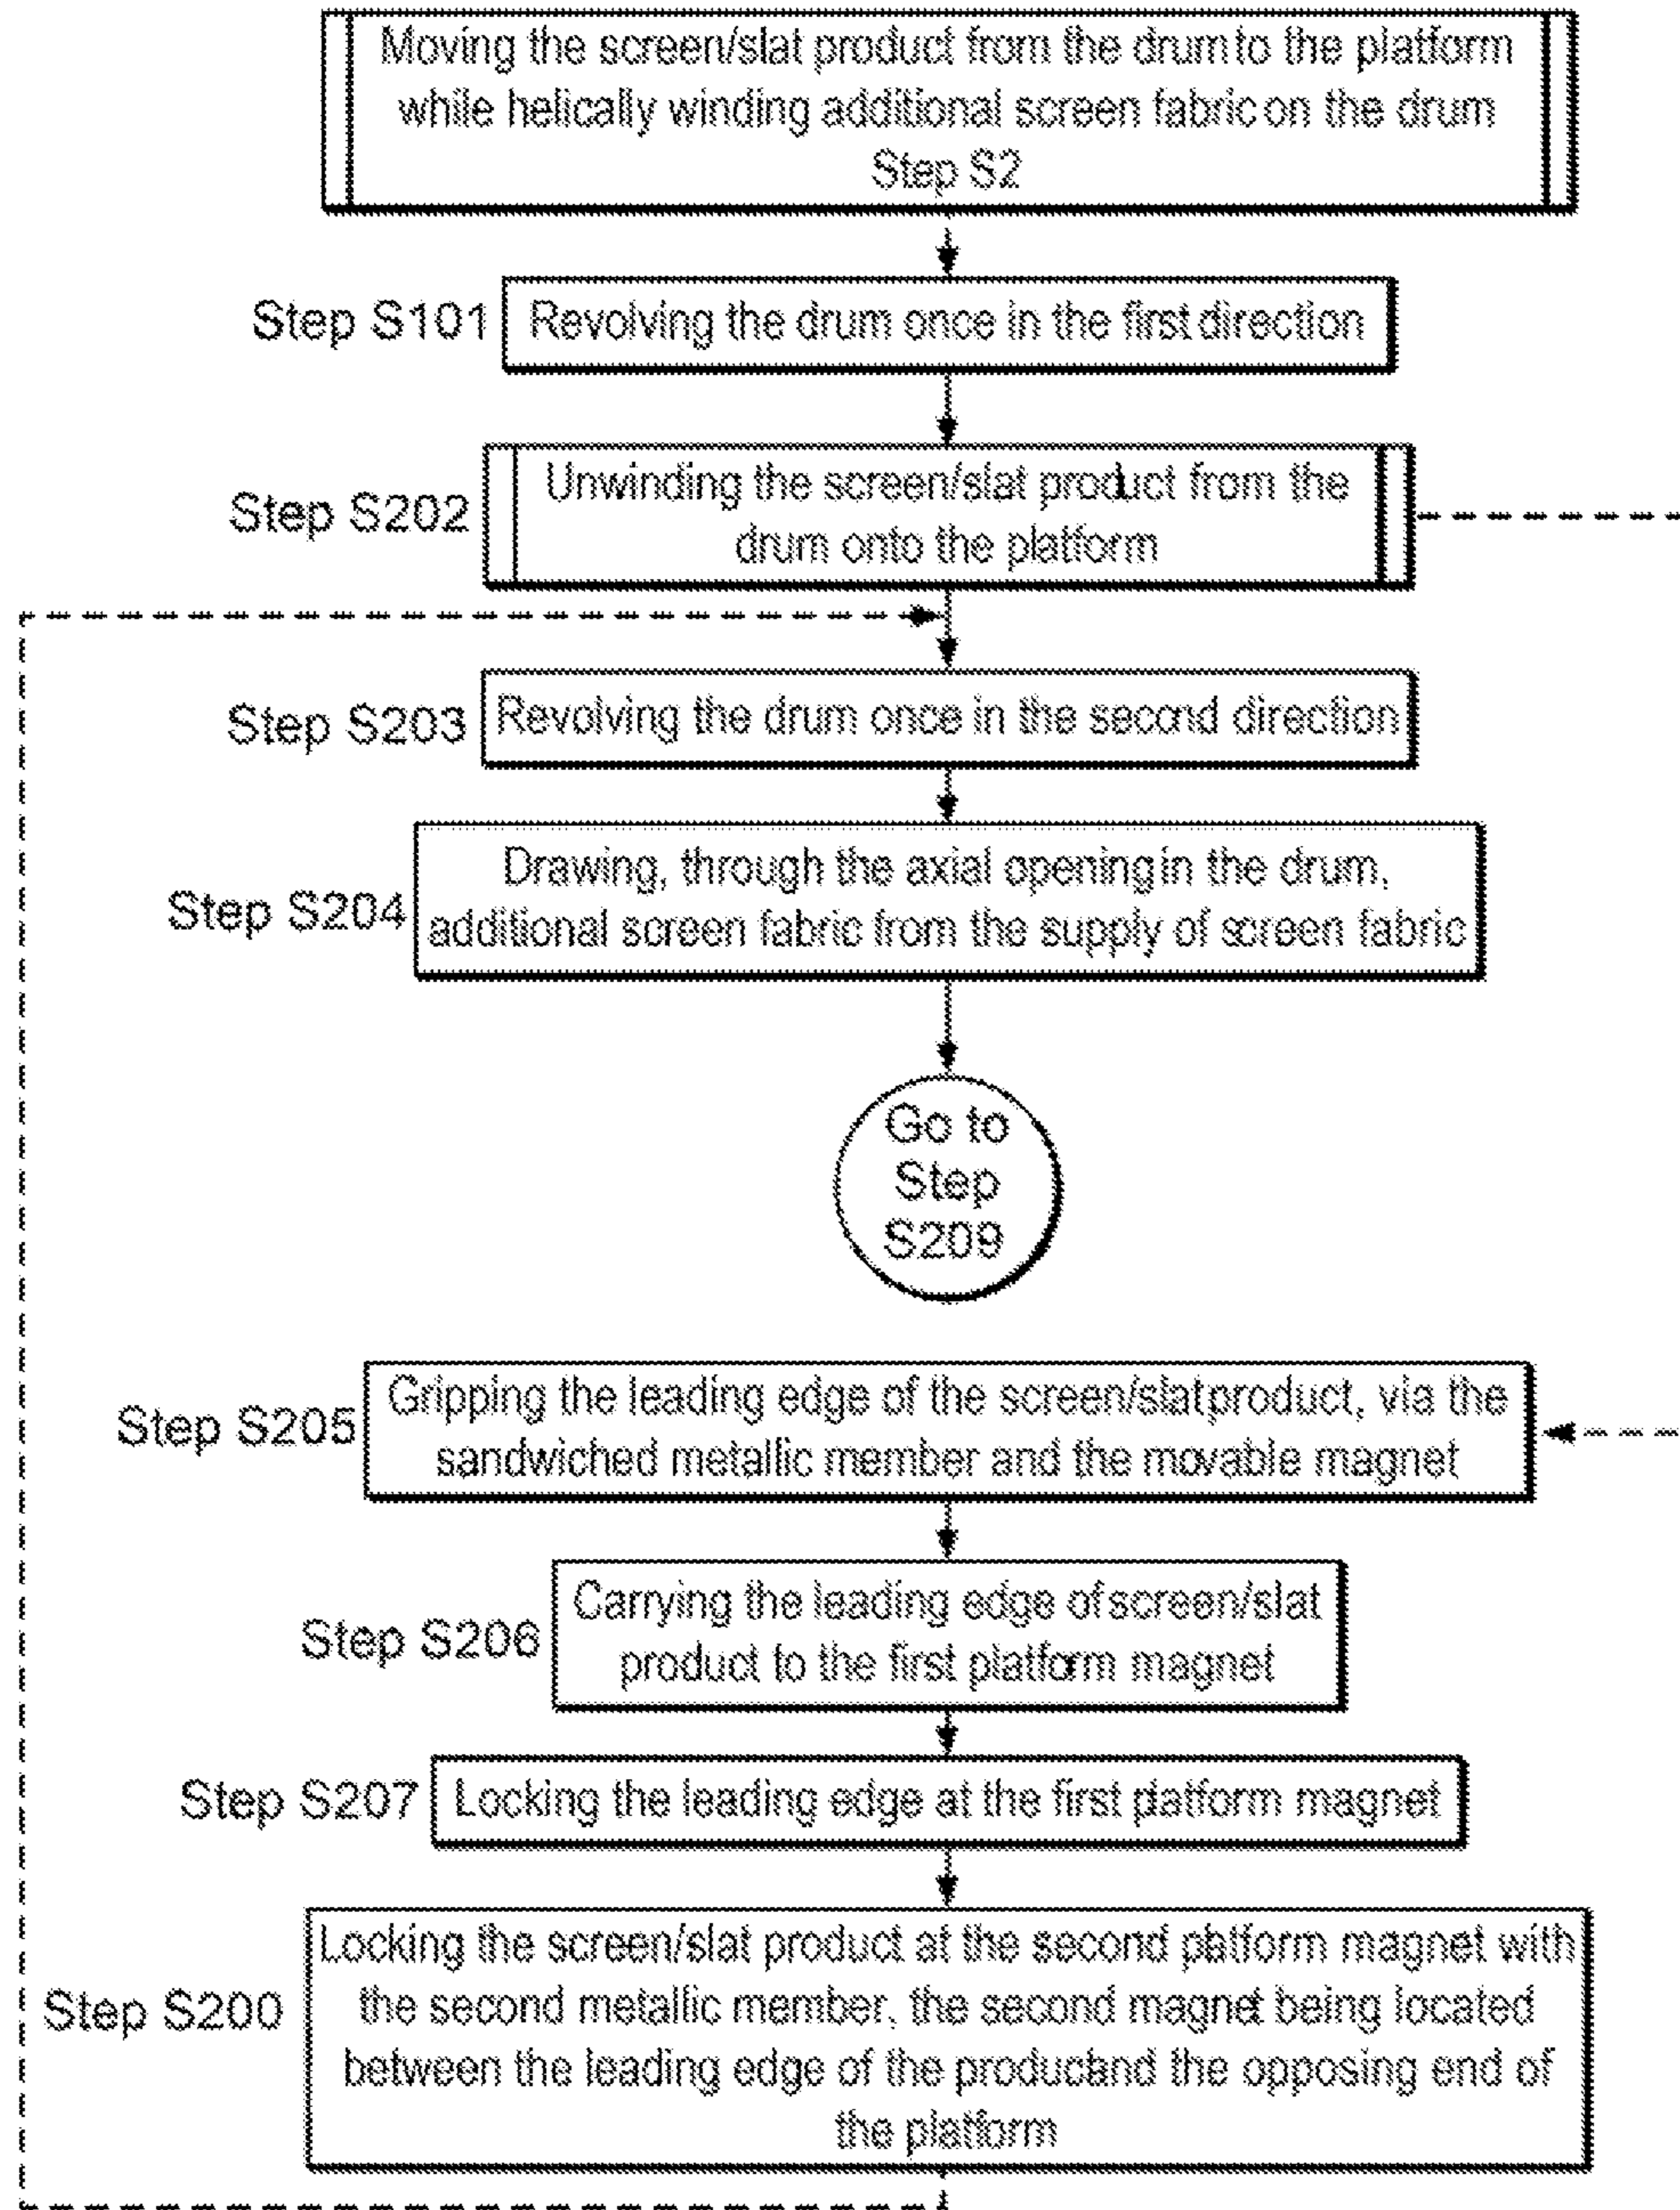 Moving the screen/slat product from the drum to the platform
while helically winding additional screen fabric on the drum
Step S2
Step S101
Revolving the drum once in the first direction
Step S202
Unwinding the screen/slat product from the
drum onto the platform
Step S203
Revolving the drum once in the second direction
Step S204
Drawing, through the axial opening in the drum,
additional screen fabric from the supply of screen fabric
Go to
Step
S209
Step S205
Gripping the leading edge of the screen/slat product, via the
sandwiched metallic member and the movable magnet
Step S206
Carrying the leading edge of screen/slat
product to the first platform magnet
Step S207
Locking the leading edge at the first platform magnet
Step S200
Locking the screen/slat product at the second platform magnet with
the second metallic member, the second magnet being located
between the leading edge of the product and the opposing end of
the platform